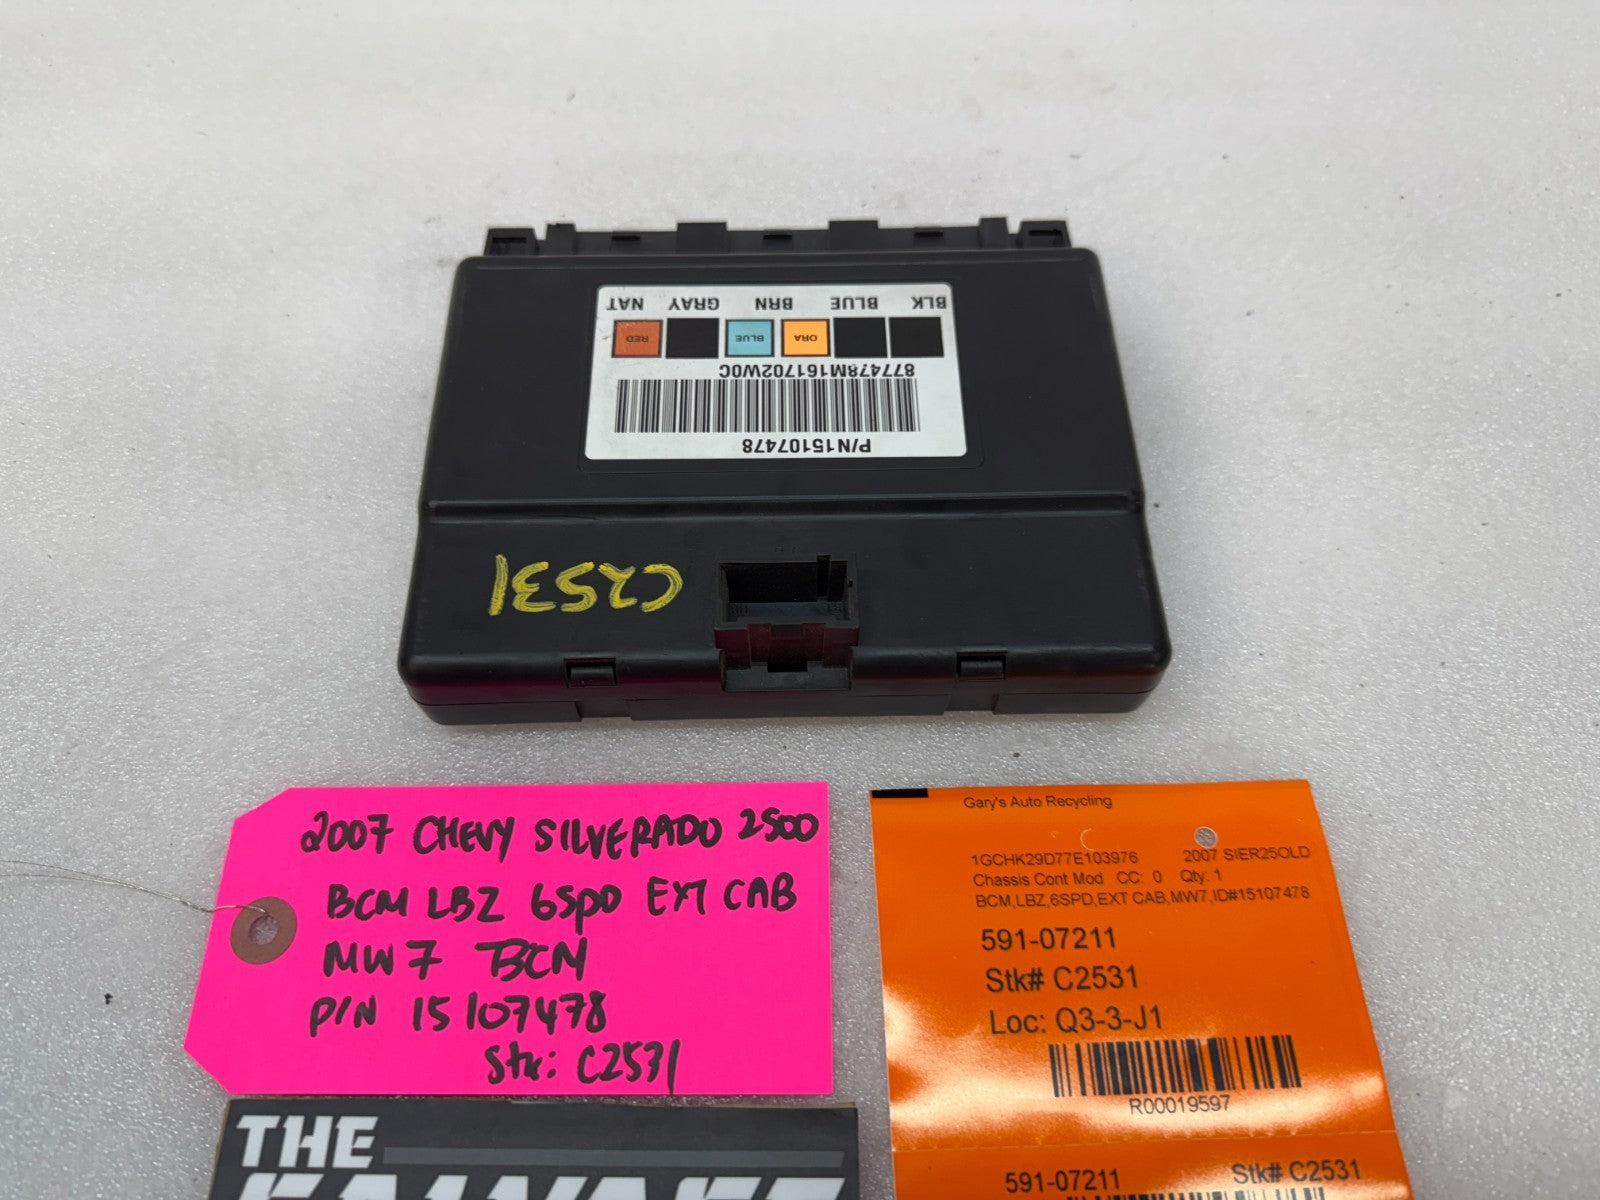 P/N15107478
877478M161702W0C
BLK BLUE BRN GRAY NAT
ORA BLUE RED
C2531
2007 CHEVY SILVERADO 2500
BCM LBZ 6SPD EXT CAB
MW7 BCM
P/N 15107478
Stk: C2531
THE
SALVAGE
Gary's Auto Recycling
1GCHK29D77E103976 2007 SIER25OLD
Chassis Cont Mod CC: 0 Qty: 1
BCM,LBZ,6SPD,EXT CAB,MW7,ID#15107478
591-07211
Stk# C2531
Loc: Q3-3-J1
R00019597
591-07211 Stk# C2531